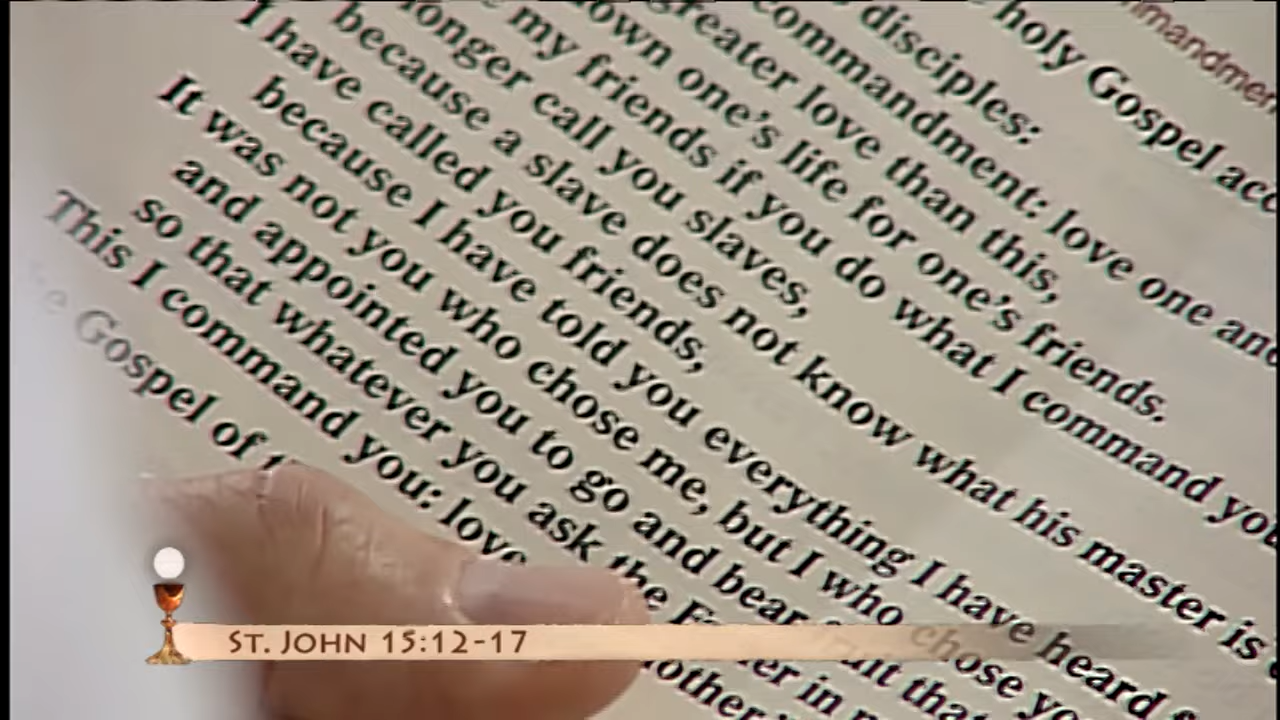 mmandmen
holy Gospel acc
disciples:
commandment: love one
greater love than this,
own one's life for one's friends.
my friends if you do what I command you
longer call you slaves,
because a slave does not know what his master is
I have called you friends,
because I have told you everything I have heard
It was not you who chose me, but I who chose yo
and appointed you to go and bear fruit that
so that whatever you ask the Father in
This I command you: love
Gospel of
ST. JOHN 15:12-17